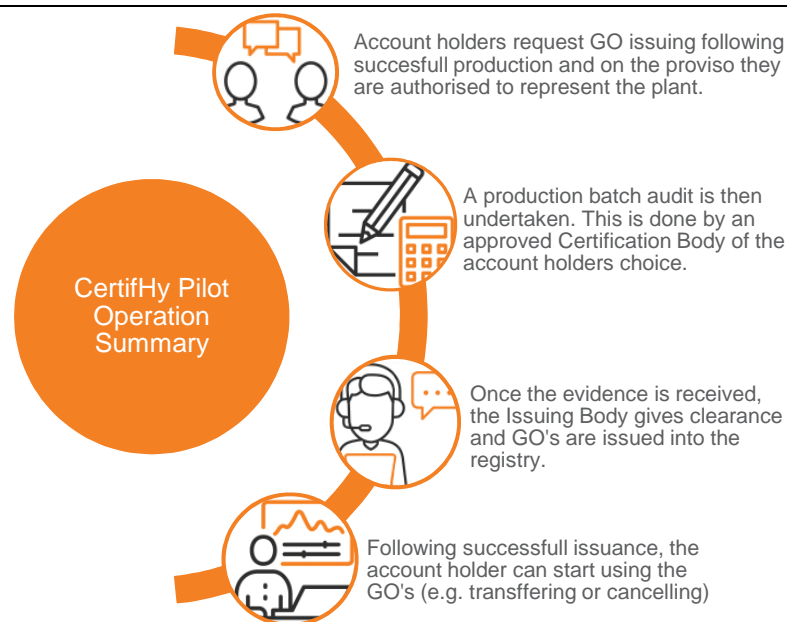 Account holders request GO issuing following
succesfull production and on the proviso they
are authorised to represent the plant.
A production batch audit is then
undertaken. This is done by an
approved Certification Body of the
account holders choice.
CertifHy Pilot
Operation
Summary
Once the evidence is received,
the Issuing Body gives clearance
and GO's are issued into the
registry.
Following successfull issuance, the
account holder can start using the
GO's (e.g. transffering or cancelling)